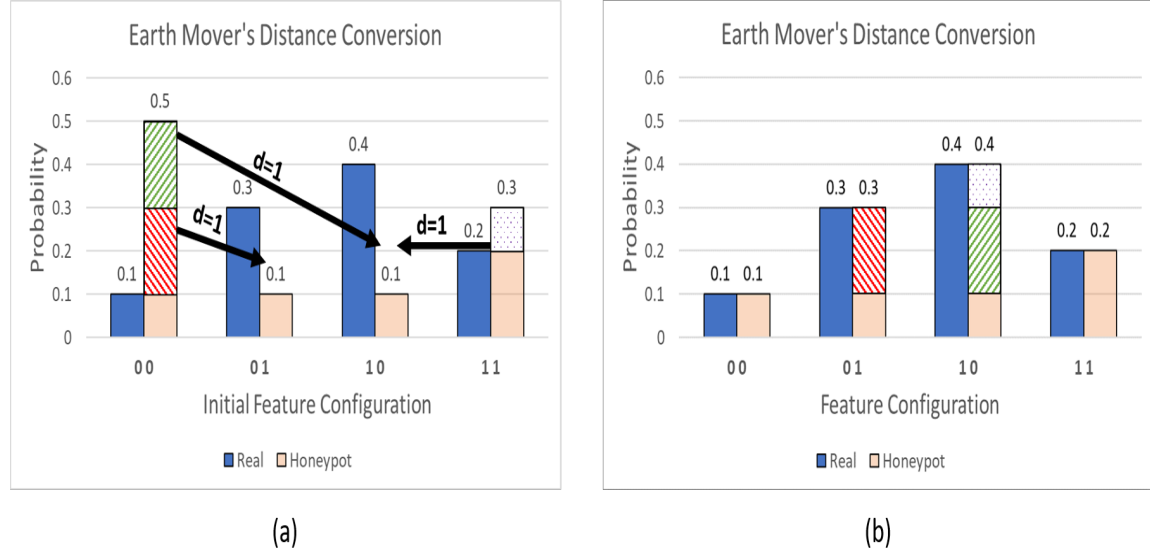 Earth Mover's Distance Conversion
Probability
0.6
0.5
0.4
0.3
0.2
0.1
0
0.1
0.5
0.3
0.1
0.4
0.1
0.2
0.3
d=1
d=1
d=1
00
01
10
11
Initial Feature Configuration
Real
Honeypot
(a)
Earth Mover's Distance Conversion
Probability
0.6
0.5
0.4
0.3
0.2
0.1
0
0.1
0.1
0.3
0.3
0.4
0.4
0.2
0.2
00
01
10
11
Feature Configuration
Real
Honeypot
(b)